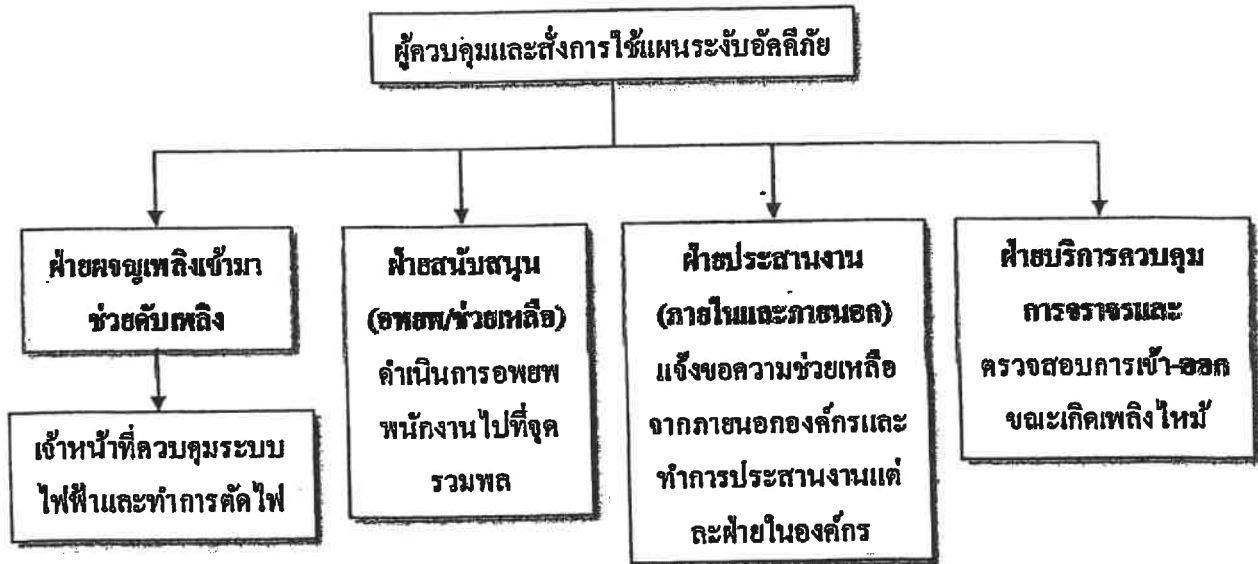 ผู้ควบคุมและสั่งการใช้แผนระงับอัคคีภัย
ฝ่ายผจญเพลิงเข้ามา
ช่วยดับเพลิง
เจ้าหน้าที่ควบคุมระบบ
ไฟฟ้าและทำการตัดไฟ
ฝ่ายสนับสนุน
(อพยพ/ช่วยเหลือ)
ดำเนินการอพยพ
พนักงานไปที่จุด
รวมพล
ฝ่ายประสานงาน
(ภายในและภายนอก)
แจ้งขอความช่วยเหลือ
จากภายนอกองค์กรและ
ทำการประสานงานแต่
ละฝ่ายในองค์กร
ฝ่ายบริการควบคุม
การจราจรและ
ตรวจสอบการเข้า-ออก
ขณะเกิดเพลิงไหม้